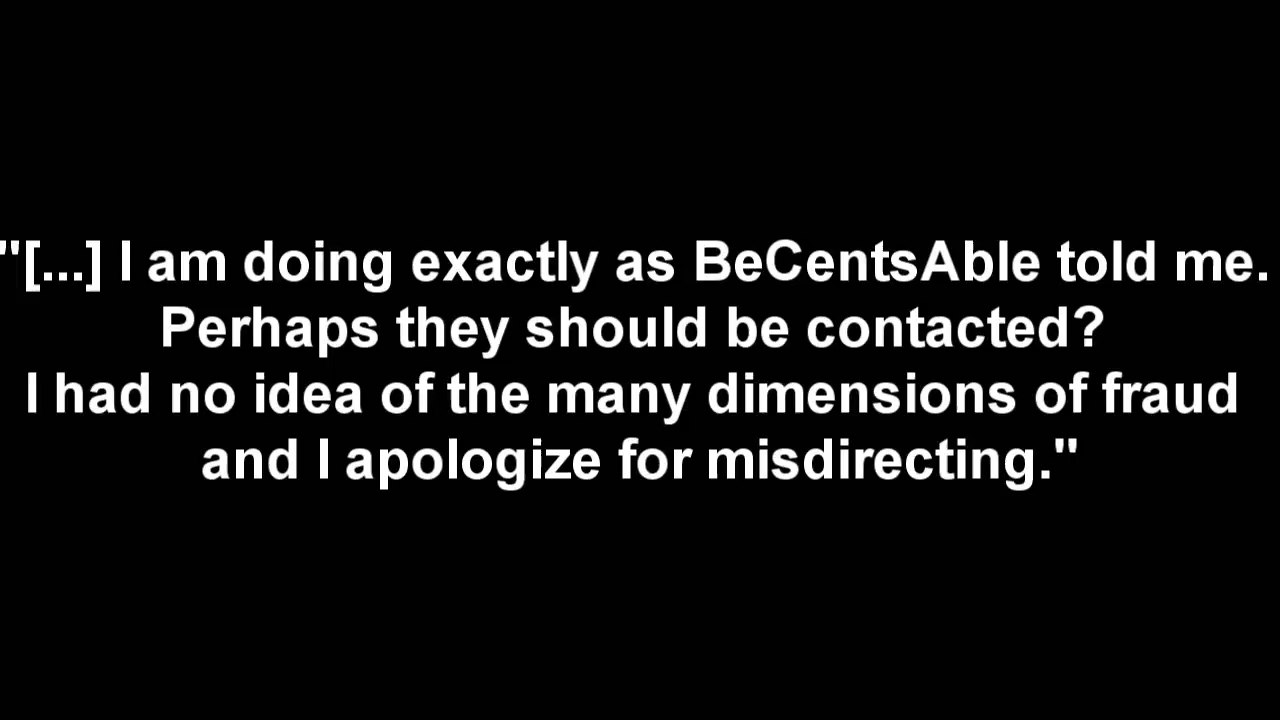 "[...] I am doing exactly as BeCentsAble told me.
Perhaps they should be contacted?
I had no idea of the many dimensions of fraud
and I apologize for misdirecting."